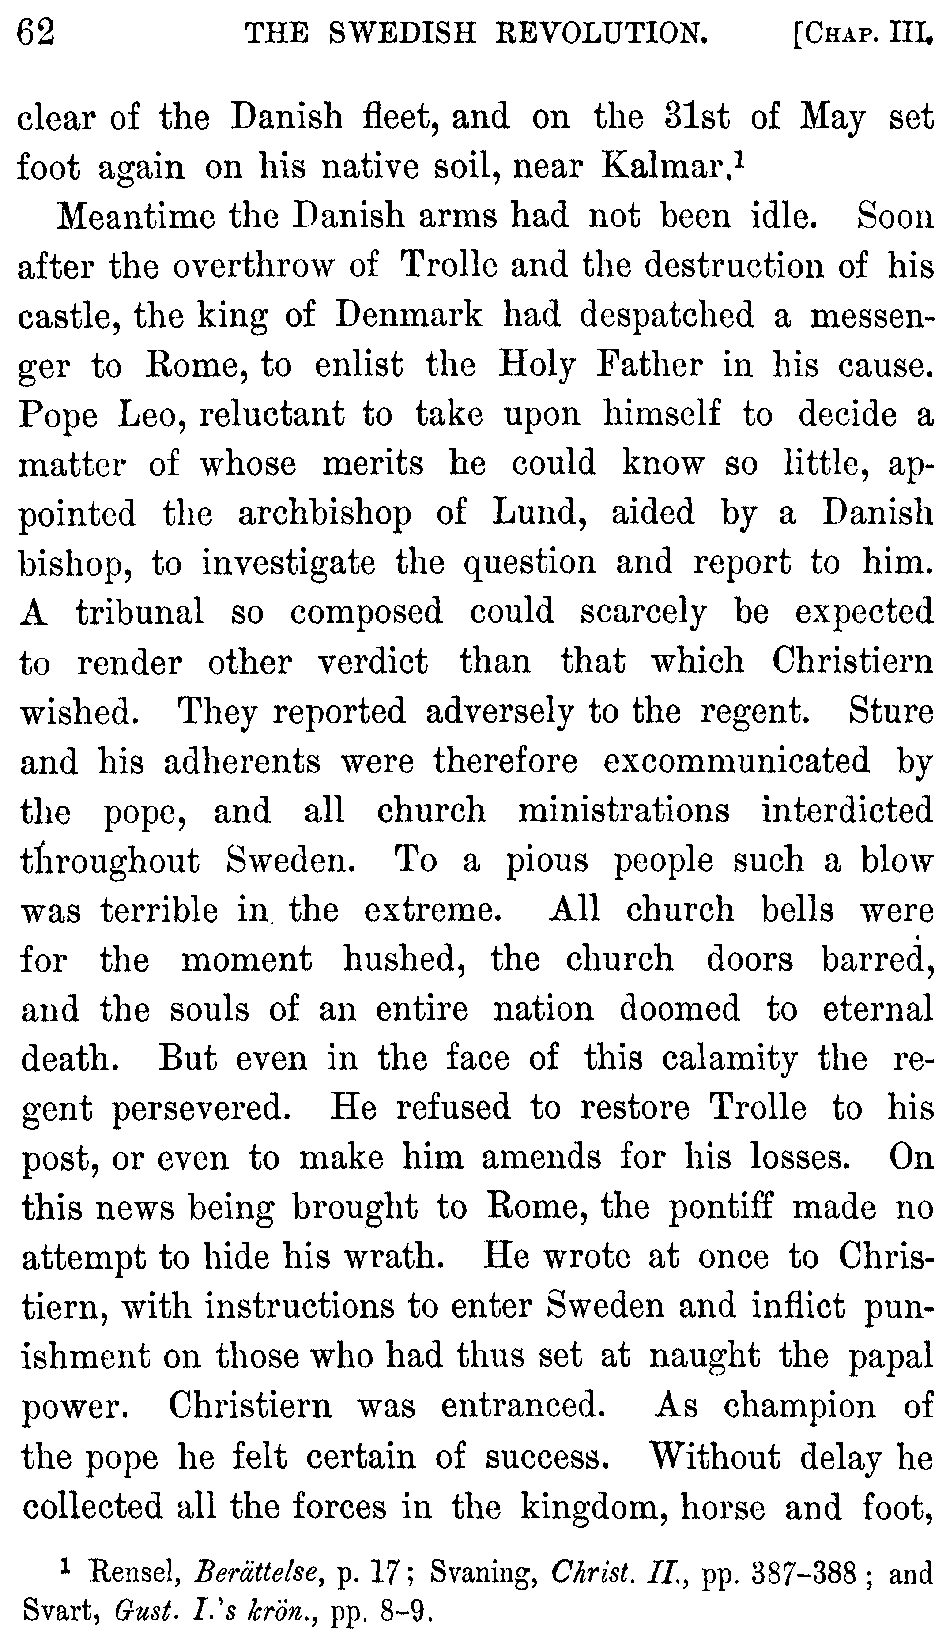 62 THE SWEDISH REVOLUTION. [CHAP. III.
clear of the Danish fleet, and on the 31st of May set
foot again on his native soil, near Kalmar.¹
Meantime the Danish arms had not been idle. Soon
after the overthrow of Trolle and the destruction of his
castle, the king of Denmark had despatched a messen-
ger to Rome, to enlist the Holy Father in his cause.
Pope Leo, reluctant to take upon himself to decide a
matter of whose merits he could know so little, ap-
pointed the archbishop of Lund, aided by a Danish
bishop, to investigate the question and report to him.
A tribunal so composed could scarcely be expected
to render other verdict than that which Christiern
wished. They reported adversely to the regent. Sture
and his adherents were therefore excommunicated by
the pope, and all church ministrations interdicted
throughout Sweden. To a pious people such a blow
was terrible in the extreme. All church bells were
for the moment hushed, the church doors barred,
and the souls of an entire nation doomed to eternal
death. But even in the face of this calamity the re-
gent persevered. He refused to restore Trolle to his
post, or even to make him amends for his losses. On
this news being brought to Rome, the pontiff made no
attempt to hide his wrath. He wrote at once to Chris-
tiern, with instructions to enter Sweden and inflict pun-
ishment on those who had thus set at naught the papal
power. Christiern was entranced. As champion of
the pope he felt certain of success. Without delay he
collected all the forces in the kingdom, horse and foot,
¹ Rensel, Berättelse, p. 17; Svaning, Christ. II., pp. 387–388; and
Svart, Gust. I.'s krön., pp. 8–9.